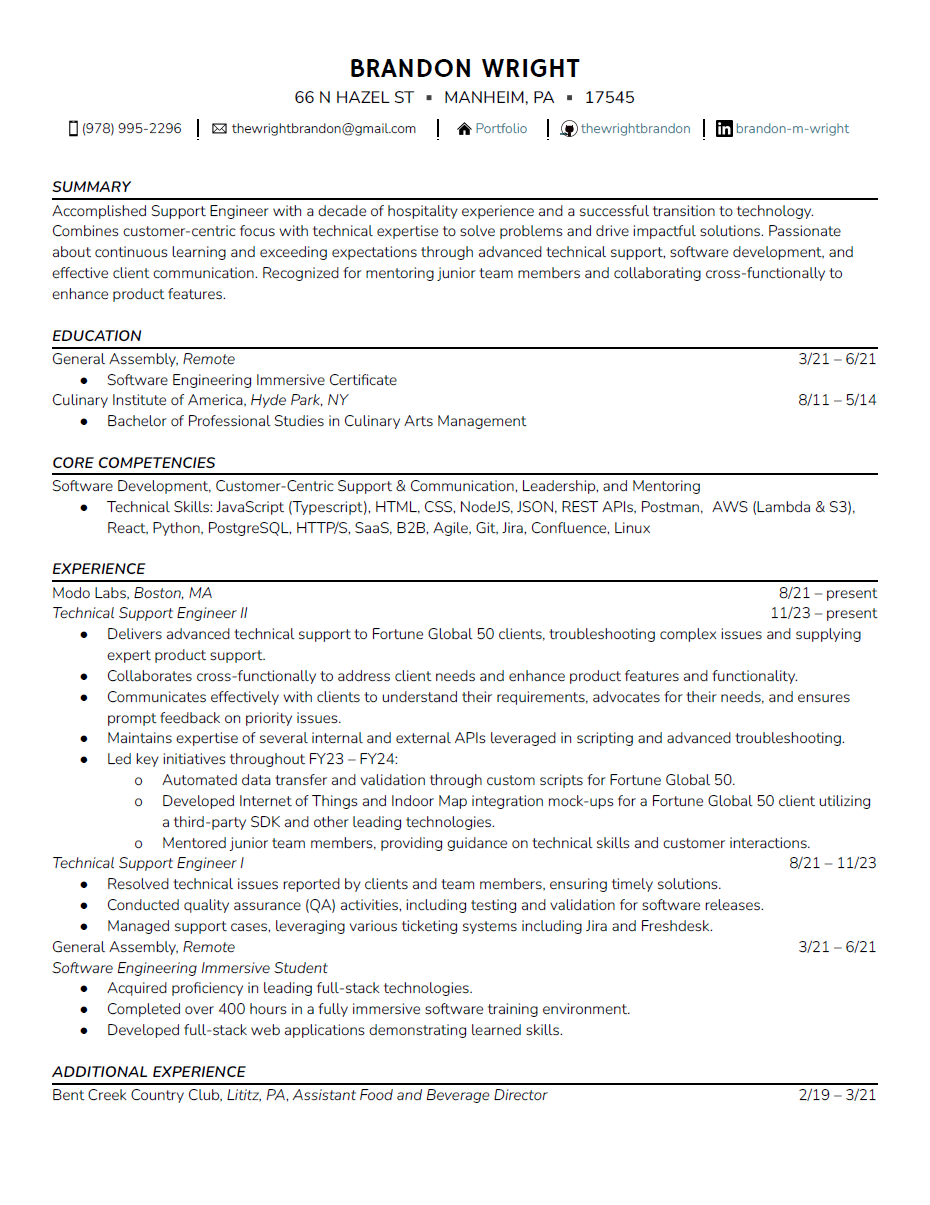 BRANDON WRIGHT
66 N HAZEL ST ▪ MANHEIM, PA ▪ 17545
(978) 995-2296 | thewrightbrandon@gmail.com | Portfolio | thewrightbrandon | in brandon-m-wright
SUMMARY
Accomplished Support Engineer with a decade of hospitality experience and a successful transition to technology.
Combines customer-centric focus with technical expertise to solve problems and drive impactful solutions. Passionate
about continuous learning and exceeding expectations through advanced technical support, software development, and
effective client communication. Recognized for mentoring junior team members and collaborating cross-functionally to
enhance product features.
EDUCATION
General Assembly, Remote 3/21 – 6/21
● Software Engineering Immersive Certificate
Culinary Institute of America, Hyde Park, NY 8/11 – 5/14
● Bachelor of Professional Studies in Culinary Arts Management
CORE COMPETENCIES
Software Development, Customer-Centric Support & Communication, Leadership, and Mentoring
● Technical Skills: JavaScript (Typescript), HTML, CSS, NodeJS, JSON, REST APIs, Postman, AWS (Lambda & S3),
React, Python, PostgreSQL, HTTP/S, SaaS, B2B, Agile, Git, Jira, Confluence, Linux
EXPERIENCE
Modo Labs, Boston, MA 8/21 – present
Technical Support Engineer II 11/23 – present
● Delivers advanced technical support to Fortune Global 50 clients, troubleshooting complex issues and supplying
expert product support.
● Collaborates cross-functionally to address client needs and enhance product features and functionality.
● Communicates effectively with clients to understand their requirements, advocates for their needs, and ensures
prompt feedback on priority issues.
● Maintains expertise of several internal and external APIs leveraged in scripting and advanced troubleshooting.
● Led key initiatives throughout FY23 – FY24:
o Automated data transfer and validation through custom scripts for Fortune Global 50.
o Developed Internet of Things and Indoor Map integration mock-ups for a Fortune Global 50 client utilizing
a third-party SDK and other leading technologies.
o Mentored junior team members, providing guidance on technical skills and customer interactions.
Technical Support Engineer I 8/21 – 11/23
● Resolved technical issues reported by clients and team members, ensuring timely solutions.
● Conducted quality assurance (QA) activities, including testing and validation for software releases.
● Managed support cases, leveraging various ticketing systems including Jira and Freshdesk.
General Assembly, Remote 3/21 – 6/21
Software Engineering Immersive Student
● Acquired proficiency in leading full-stack technologies.
● Completed over 400 hours in a fully immersive software training environment.
● Developed full-stack web applications demonstrating learned skills.
ADDITIONAL EXPERIENCE
Bent Creek Country Club, Lititz, PA, Assistant Food and Beverage Director 2/19 – 3/21